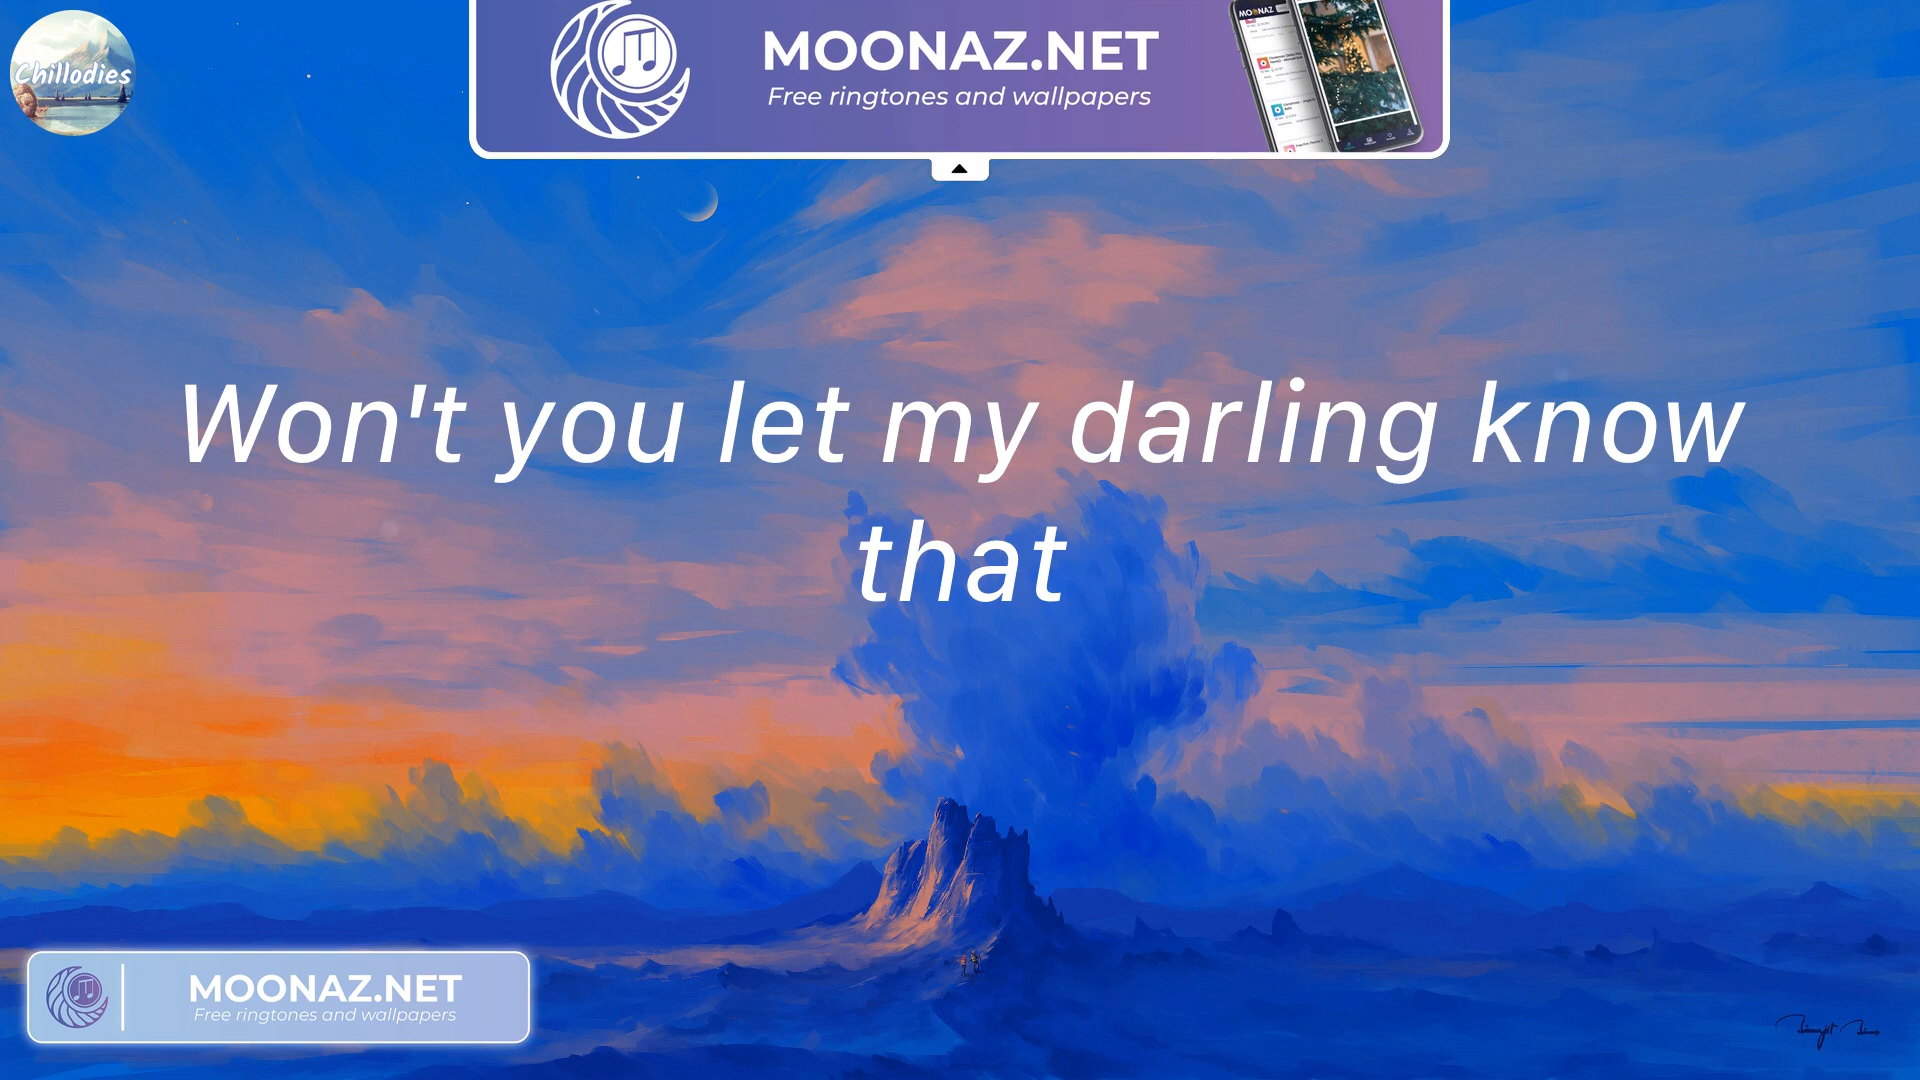 Chillodies
MOONAZ.NET
Free ringtones and wallpapers
MOONAZ
Won't you let my darling know
that
MOONAZ.NET
Free ringtones and wallpapers